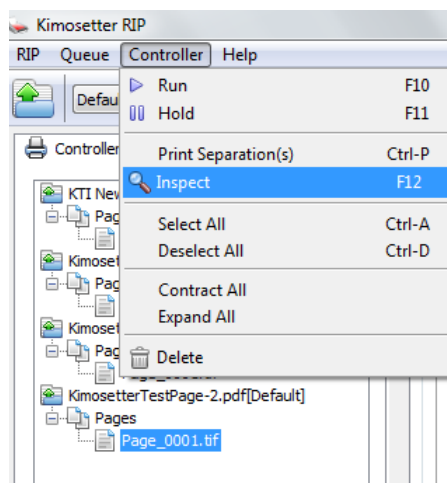 Kimosetter RIP
RIP Queue Controller Help
Defau
Run F10
Hold F11
Controller
Print Separation(s) Ctrl-P
Inspect F12
KTI New
Pag
Select All Ctrl-A
Deselect All Ctrl-D
Kimoset
Pag
Contract All
Expand All
Kimoset
Pag
Delete
KimosetterTestPage-2.pdf[Default]
Pages
Page_0001.tif